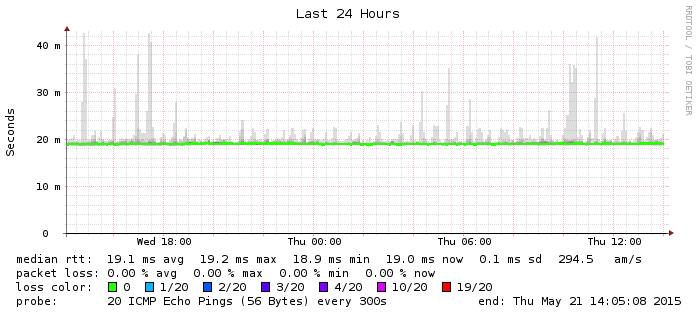 Last 24 Hours
RRDTOOL / TOBI OETIKER
Seconds
40 m
30 m
20 m
10 m
0
Wed 18:00 Thu 00:00 Thu 06:00 Thu 12:00
median rtt: 19.1 ms avg 19.2 ms max 18.9 ms min 19.0 ms now 0.1 ms sd 294.5 am/s
packet loss: 0.00 % avg 0.00 % max 0.00 % min 0.00 % now
loss color: 0 1/20 2/20 3/20 4/20 10/20 19/20
probe: 20 ICMP Echo Pings (56 Bytes) every 300s end: Thu May 21 14:05:08 2015